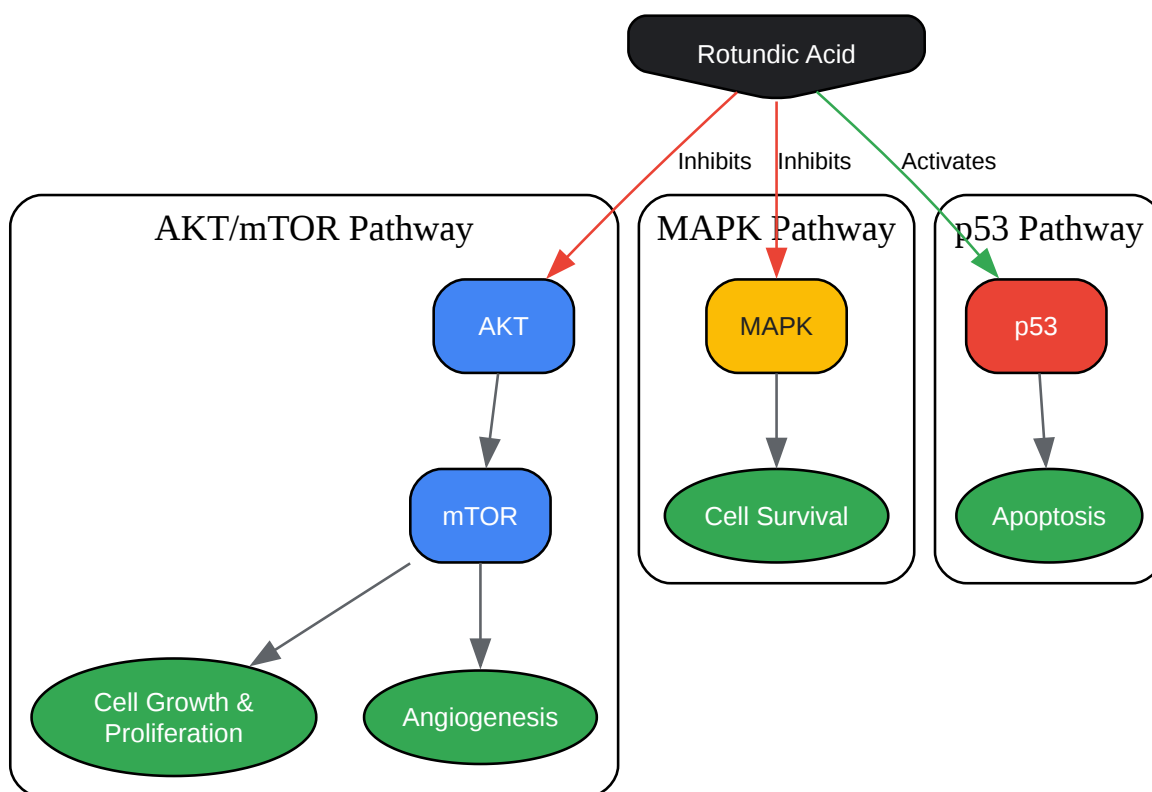 Rotundic Acid
Inhibits
Inhibits
Activates
AKT/mTOR Pathway
MAPK Pathway
p53 Pathway
AKT
MAPK
p53
mTOR
Cell Survival
Apoptosis
Cell Growth &
Proliferation
Angiogenesis